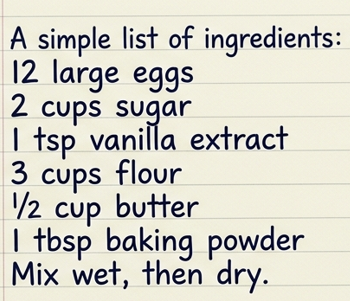 A simple list of ingredients:
12 large eggs
2 cups sugar
1 tsp vanilla extract
3 cups flour
½ cup butter
1 tbsp baking powder
Mix wet, then dry.